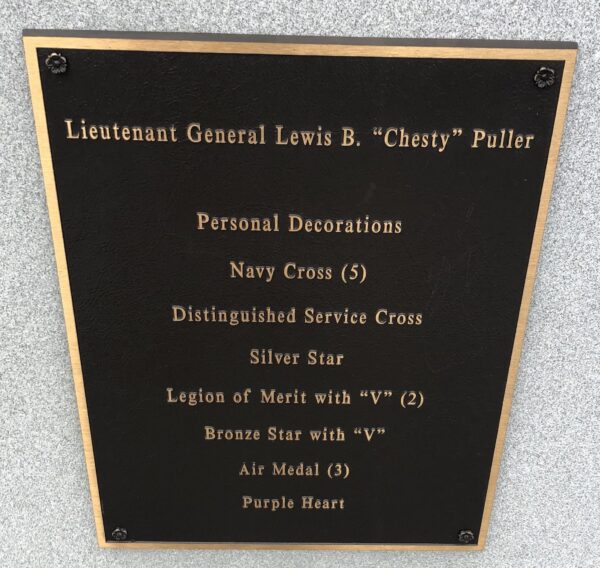 Lieutenant General Lewis B. “Chesty” Puller
Personal Decorations
Navy Cross (5)
Distinguished Service Cross
Silver Star
Legion of Merit with “V” (2)
Bronze Star with “V”
Air Medal (3)
Purple Heart